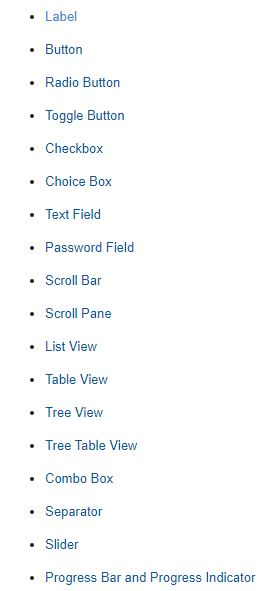 Label
Button
Radio Button
Toggle Button
Checkbox
Choice Box
Text Field
Password Field
Scroll Bar
Scroll Pane
List View
Table View
Tree View
Tree Table View
Combo Box
Separator
Slider
Progress Bar and Progress Indicator